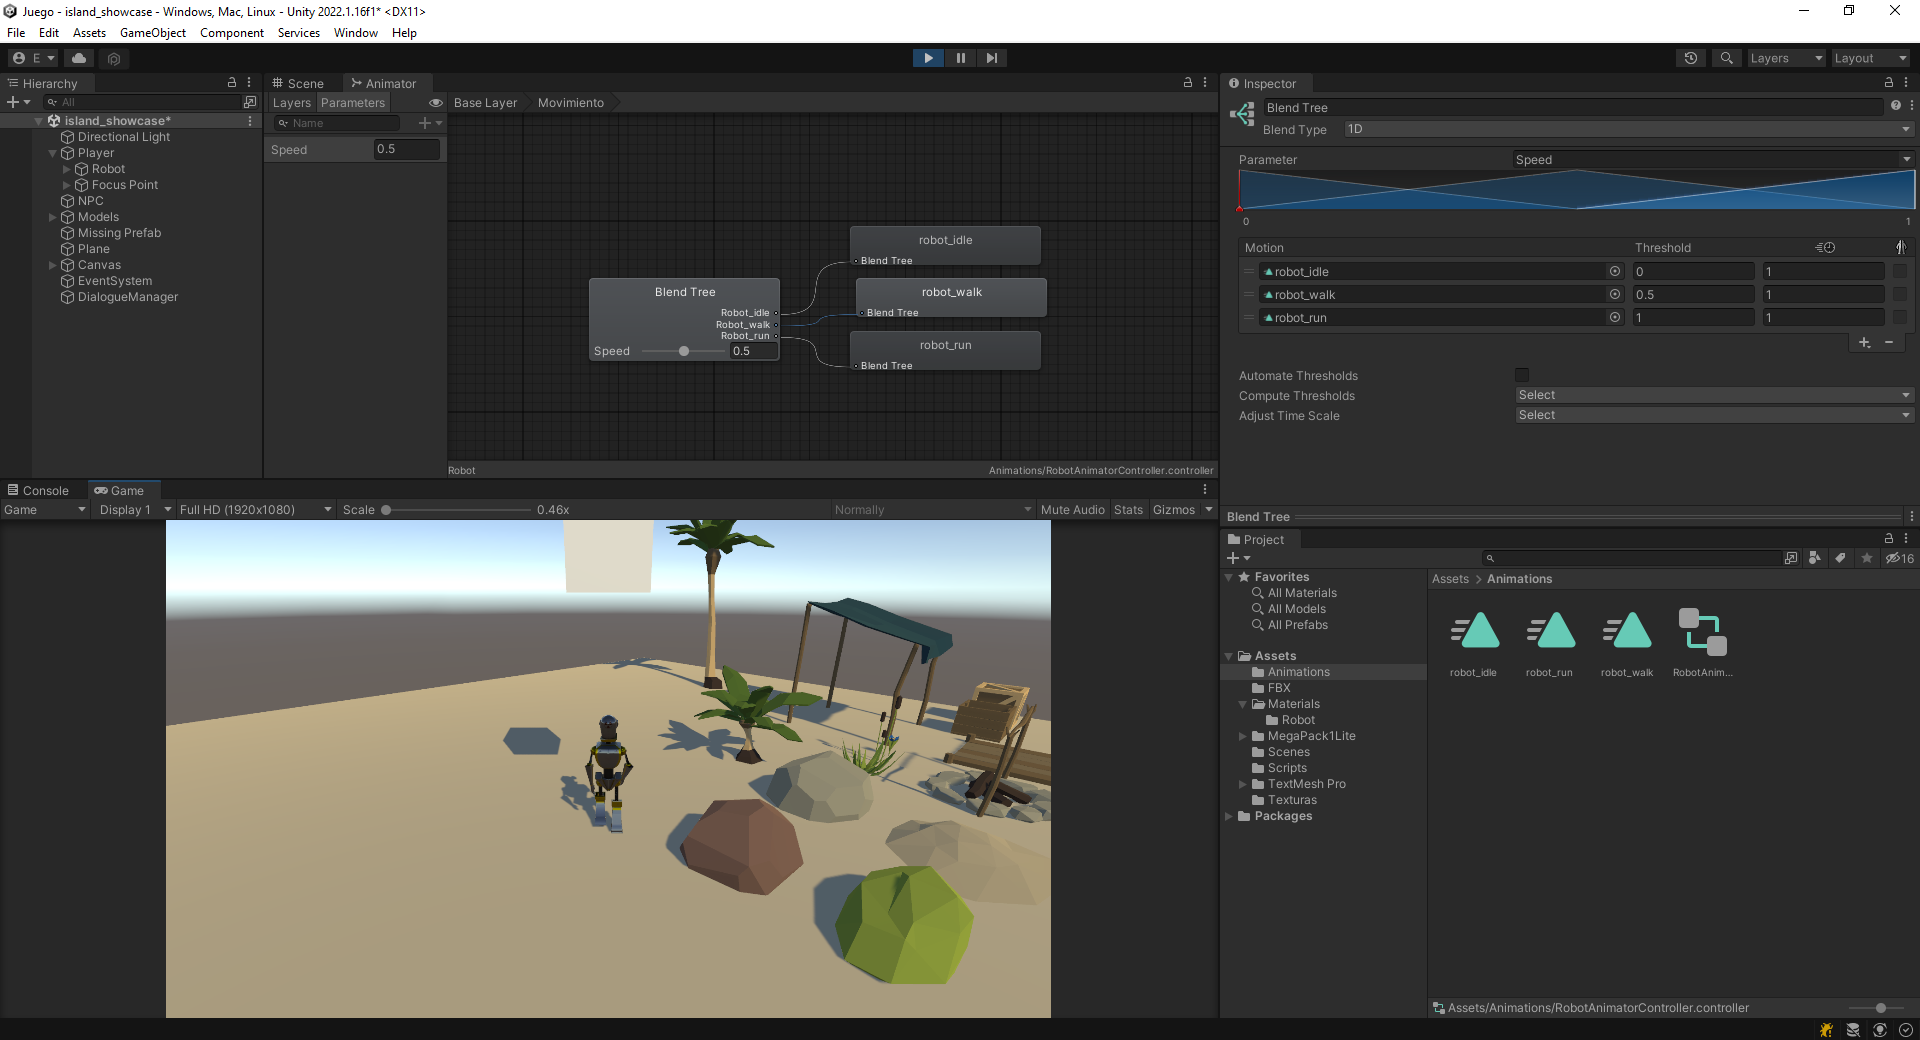 Juego - island_showcase - Windows, Mac, Linux - Unity 2022.1.16f1* <DX11>
File Edit Assets GameObject Component Services Window Help
E
Layers
Layout
Hierarchy
All
island_showcase*
Directional Light
Player
Robot
Focus Point
NPC
Models
Missing Prefab
Plane
Canvas
EventSystem
DialogueManager
Scene
Animator
Layers
Parameters
Base Layer
Movimiento
Name
Speed 0.5
Blend Tree
Robot_idle
Robot_walk
Robot_run
Speed 0.5
robot_idle
Blend Tree
robot_walk
Blend Tree
robot_run
Blend Tree
Robot
Animations/RobotAnimatorController.controller
Console
Game
Game
Display 1
Full HD (1920x1080)
Scale
0.46x
Normally
Mute Audio
Stats
Gizmos
Inspector
Blend Tree
Blend Type 1D
Parameter Speed
0 1
Motion Threshold
robot_idle 0 1
robot_walk 0.5 1
robot_run 1 1
Automate Thresholds
Compute Thresholds Select
Adjust Time Scale Select
Blend Tree
Project
16
Favorites
All Materials
All Models
All Prefabs
Assets
Animations
FBX
Materials
Robot
MegaPack1Lite
Scenes
Scripts
TextMesh Pro
Texturas
Packages
Assets > Animations
robot_idle
robot_run
robot_walk
RobotAnim...
Assets/Animations/RobotAnimatorController.controller